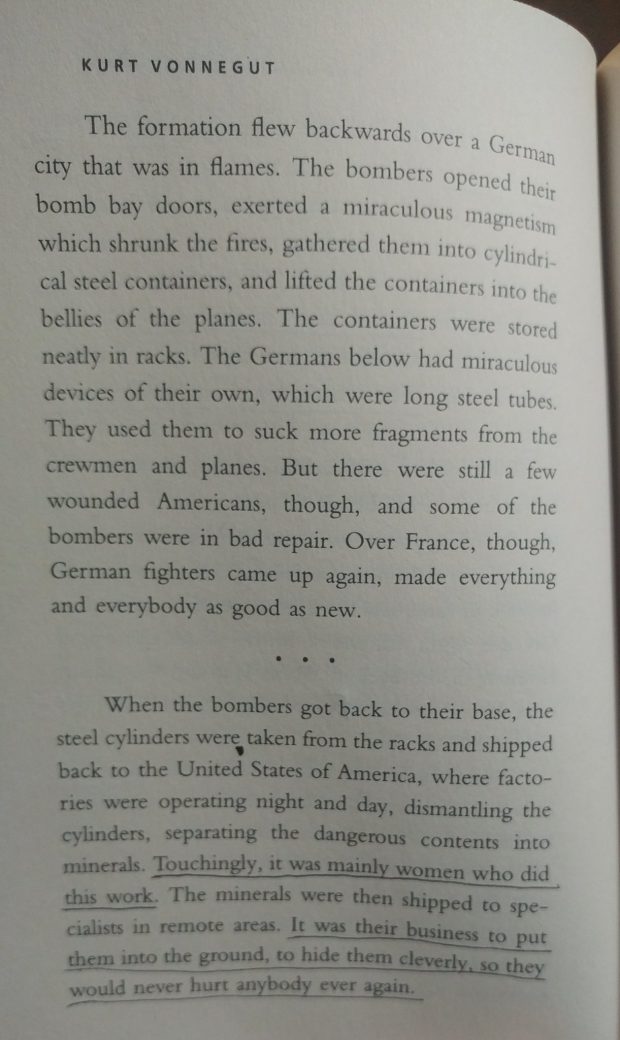 KURT VONNEGUT
The formation flew backwards over a German
city that was in flames. The bombers opened their
bomb bay doors, exerted a miraculous magnetism
which shrunk the fires, gathered them into cylindri-
cal steel containers, and lifted the containers into the
bellies of the planes. The containers were stored
neatly in racks. The Germans below had miraculous
devices of their own, which were long steel tubes.
They used them to suck more fragments from the
crewmen and planes. But there were still a few
wounded Americans, though, and some of the
bombers were in bad repair. Over France, though,
German fighters came up again, made everything
and everybody as good as new.
• • •
When the bombers got back to their base, the
steel cylinders were taken from the racks and shipped
back to the United States of America, where facto-
ries were operating night and day, dismantling the
cylinders, separating the dangerous contents into
minerals. Touchingly, it was mainly women who did
this work. The minerals were then shipped to spe-
cialists in remote areas. It was their business to put
them into the ground, to hide them cleverly, so they
would never hurt anybody ever again.